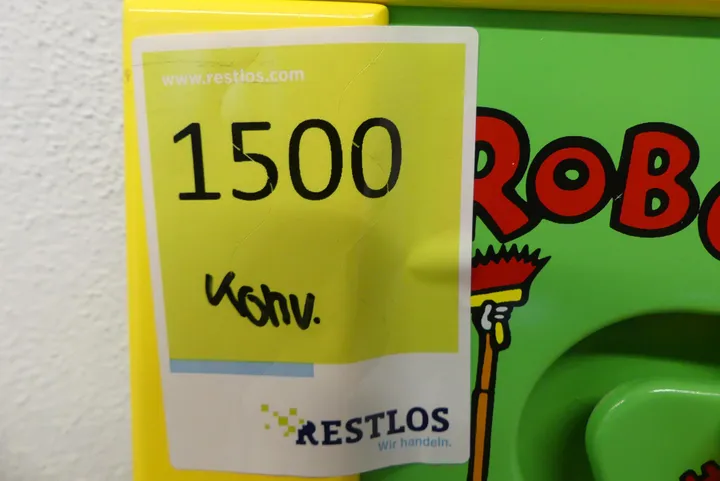 www.restlos.com
1500
Konv.
RESTLOS
Wir handeln.
ROB